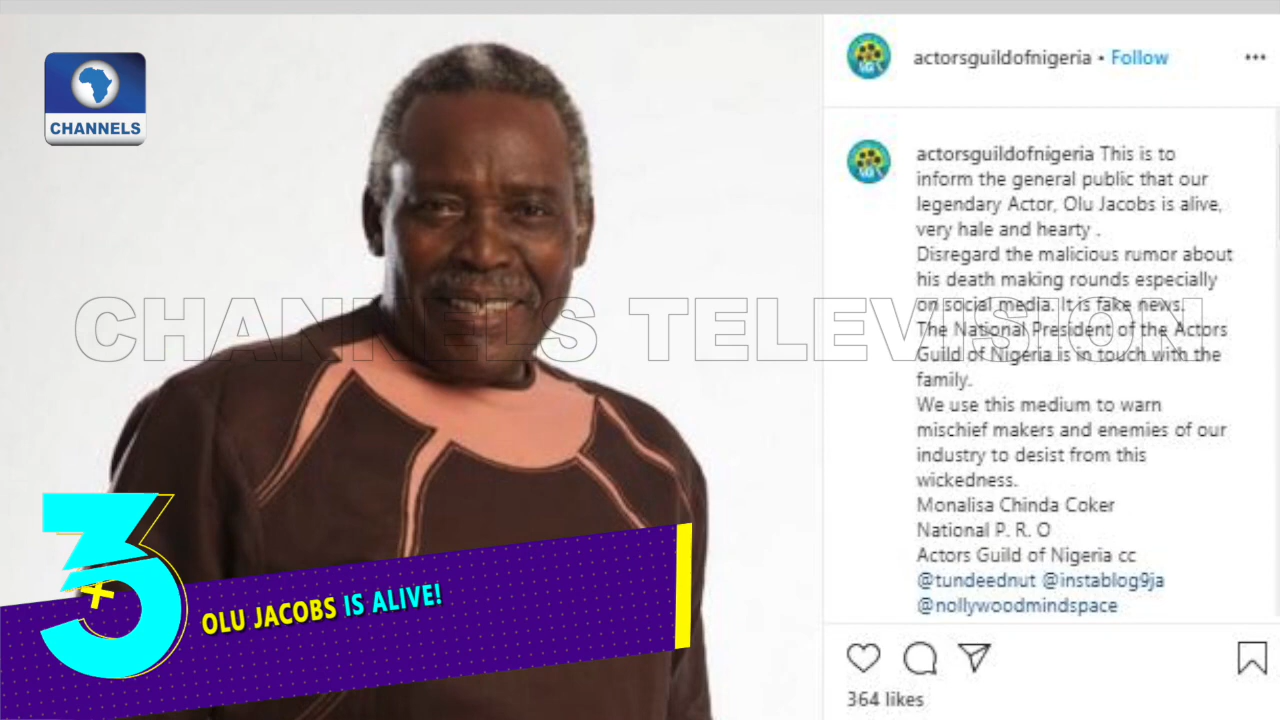 CHANNELS
CHANNELS TELEVISION
3+
OLU JACOBS IS ALIVE!
actorsguildofnigeria • Follow
actorsguildofnigeria This is to
inform the general public that our
legendary Actor, Olu Jacobs is alive,
very hale and hearty .
Disregard the malicious rumor about
his death making rounds especially
on social media. It is fake news.
The National President of the Actors
Guild of Nigeria is in touch with the
family.
We use this medium to warn
mischief makers and enemies of our
industry to desist from this
wickedness.
Monalisa Chinda Coker
National P. R. O
Actors Guild of Nigeria cc
@tundeednut @instablog9ja
@nollywoodmindspace
364 likes